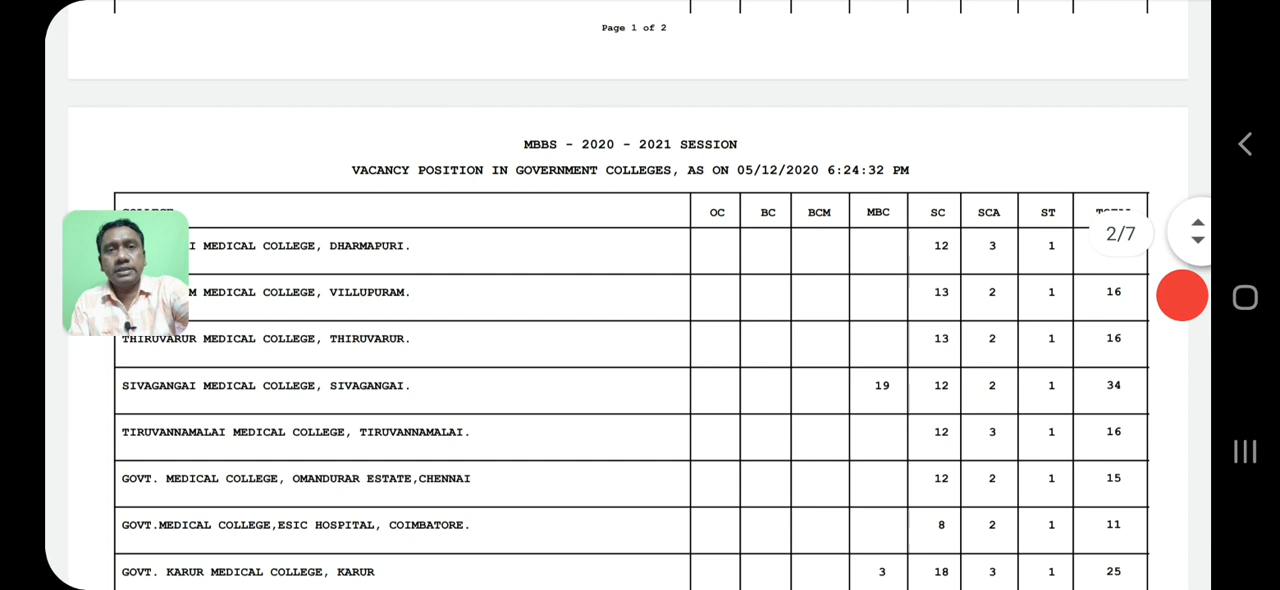 Page 1 of 2
MBBS - 2020 - 2021 SESSION
VACANCY POSITION IN GOVERNMENT COLLEGES, AS ON 05/12/2020 6:24:32 PM
OC BC BCM MBC SC SCA ST
2/7
MEDICAL COLLEGE, DHARMAPURI. 12 3 1
MEDICAL COLLEGE, VILLUPURAM. 13 2 1 16
THIRUVARUR MEDICAL COLLEGE, THIRUVARUR. 13 2 1 16
SIVAGANGAI MEDICAL COLLEGE, SIVAGANGAI. 19 12 2 1 34
TIRUVANNAMALAI MEDICAL COLLEGE, TIRUVANNAMALAI. 12 3 1 16
GOVT. MEDICAL COLLEGE, OMANDURAR ESTATE,CHENNAI 12 2 1 15
GOVT.MEDICAL COLLEGE,ESIC HOSPITAL, COIMBATORE. 8 2 1 11
GOVT. KARUR MEDICAL COLLEGE, KARUR 3 18 3 1 25